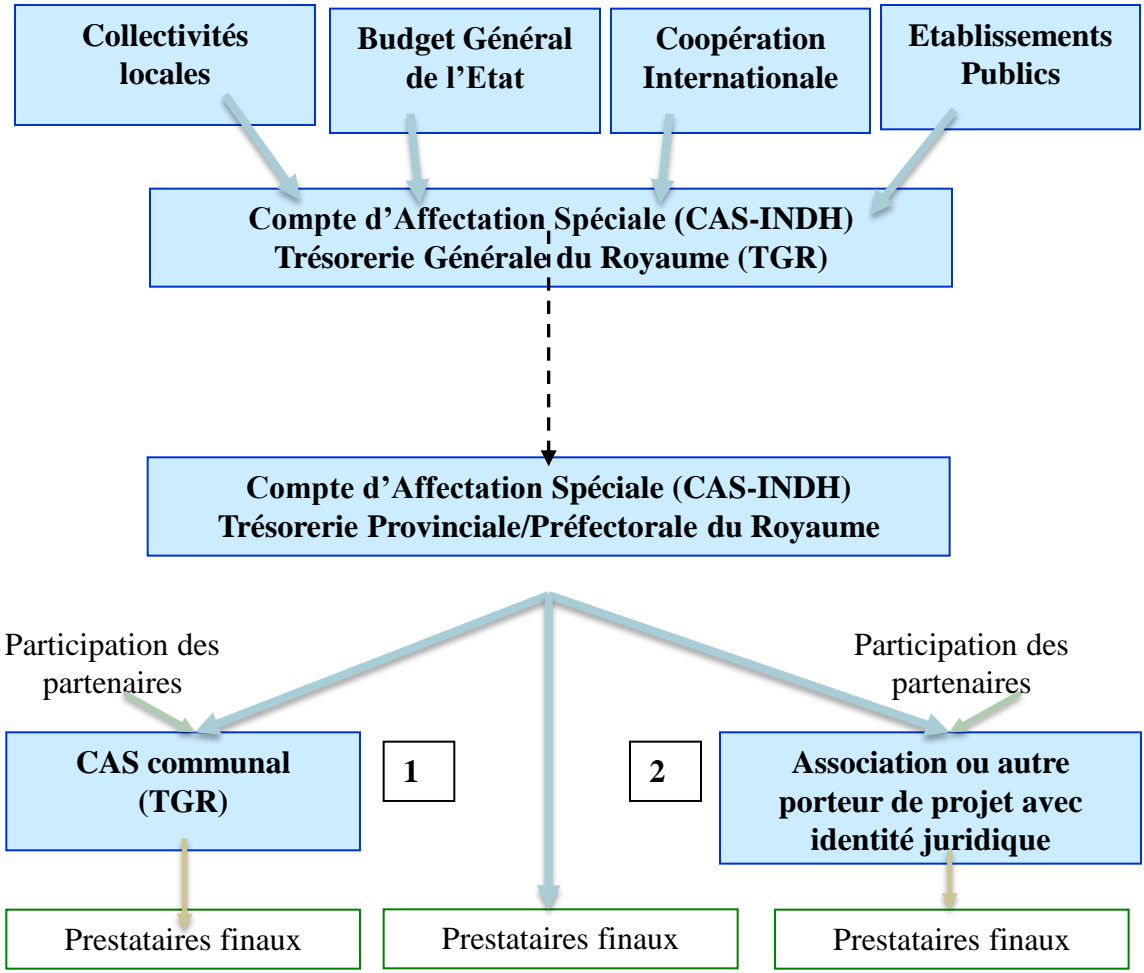 Collectivités
locales
Budget Général
de l’Etat
Coopération
Internationale
Etablissements
Publics
Compte d’Affectation Spéciale (CAS-INDH)
Trésorerie Générale du Royaume (TGR)
Compte d’Affectation Spéciale (CAS-INDH)
Trésorerie Provinciale/Préfectorale du Royaume
Participation des
partenaires
Participation des
partenaires
CAS communal
(TGR)
1
2
Association ou autre
porteur de projet avec
identité juridique
Prestataires finaux
Prestataires finaux
Prestataires finaux